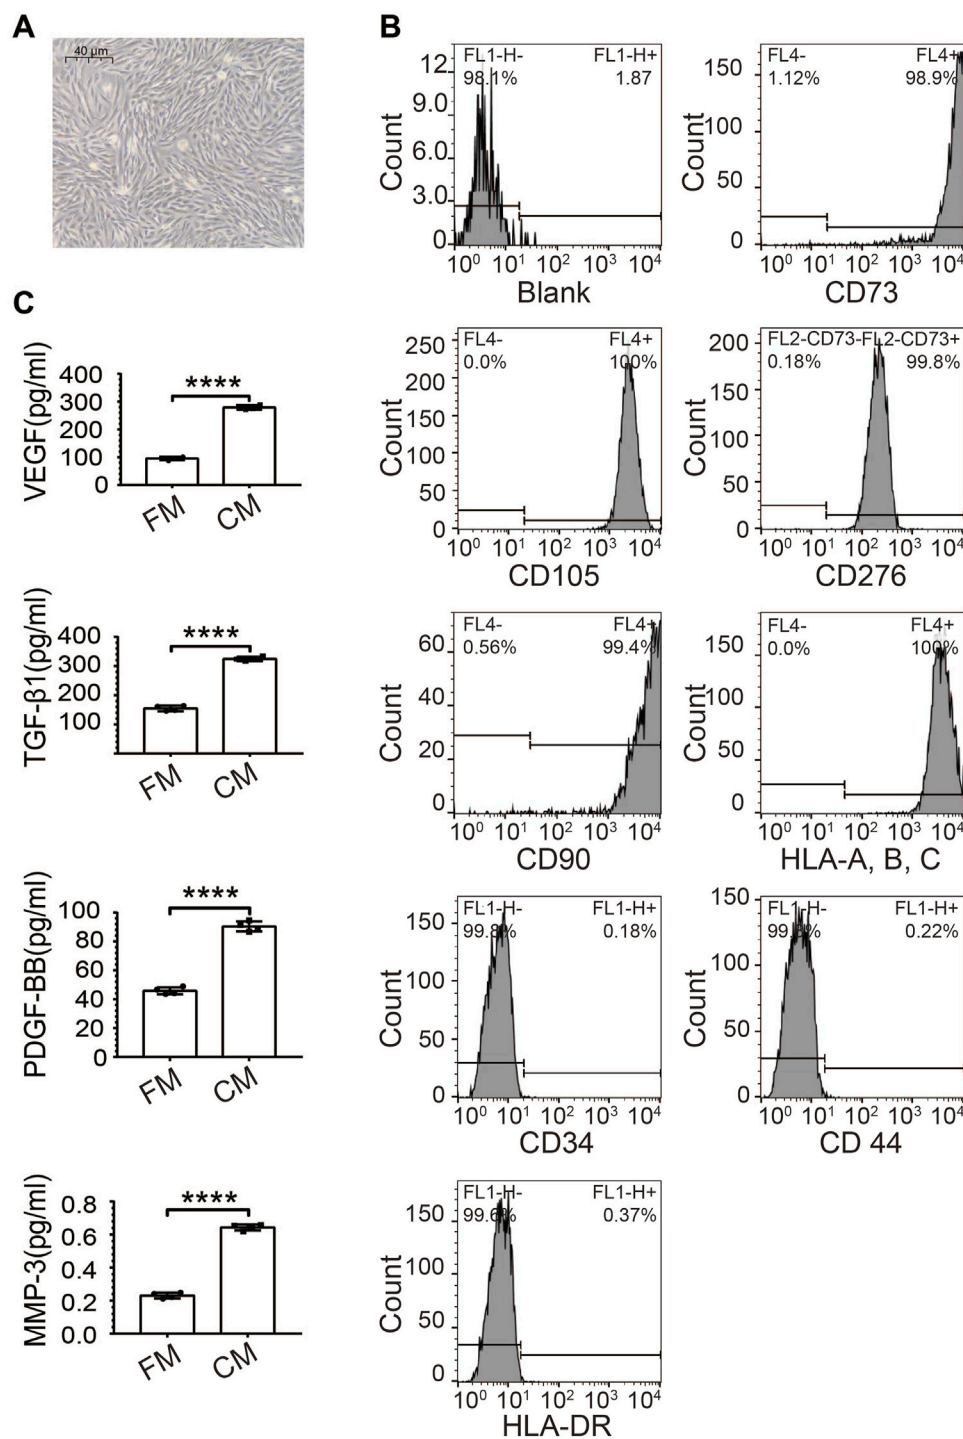 A
40 µm
B
FL1-H- FL1-H+
98.1% 1.87
12
9.0
6.0
3.0
0
Count
10⁰ 10¹ 10² 10³ 10⁴
Blank
FL4- FL4+
1.12% 98.9%
150
100
50
0
Count
10⁰ 10¹ 10² 10³ 10⁴
CD73
FL4- FL4+
0.0% 100%
250
200
150
100
50
0
Count
10⁰ 10¹ 10² 10³ 10⁴
CD105
FL2-CD73- FL2-CD73+
0.18% 99.8%
200
150
100
50
0
Count
10⁰ 10¹ 10² 10³ 10⁴
CD276
FL4- FL4+
0.56% 99.4%
60
40
20
0
Count
10⁰ 10¹ 10² 10³ 10⁴
CD90
FL4- FL4+
0.0% 100%
150
100
50
0
Count
10⁰ 10¹ 10² 10³ 10⁴
HLA-A, B, C
FL1-H- FL1-H+
99.8% 0.18%
150
100
50
0
Count
10⁰ 10¹ 10² 10³ 10⁴
CD34
FL1-H- FL1-H+
0.22%
150
100
50
0
Count
10⁰ 10¹ 10² 10³ 10⁴
CD 44
FL1-H- FL1-H+
99.6% 0.37%
150
100
50
0
Count
10⁰ 10¹ 10² 10³ 10⁴
HLA-DR
C
VEGF(pg/ml)
400
300
200
100
0
****
FM CM
TGF-β1(pg/ml)
400
300
200
100
****
FM CM
PDGF-BB(pg/ml)
100
80
60
40
20
0
****
FM CM
MMP-3(pg/ml)
0.8
0.6
0.4
0.2
0.0
****
FM CM